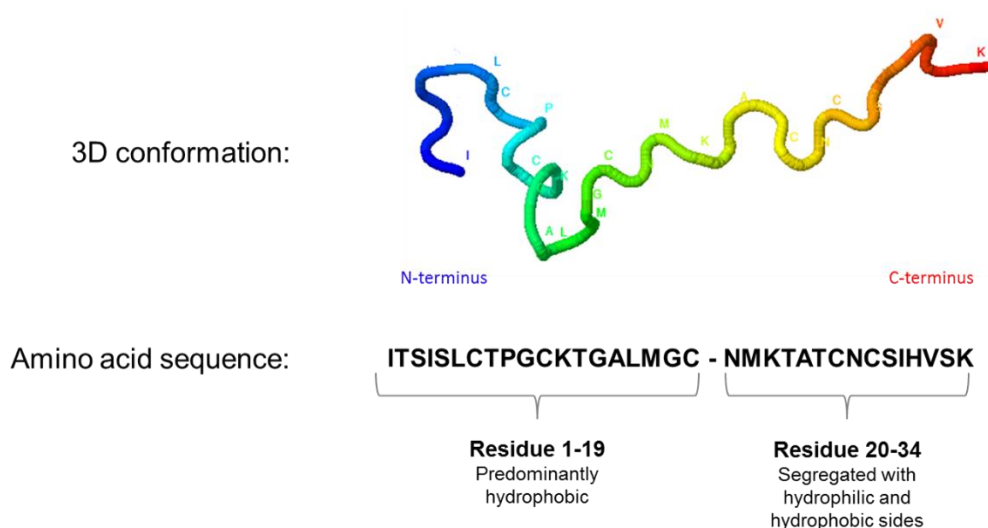 3D conformation:
I
L
C
P
C
K
A L
M
G
C
M
K
A
C
N
C
S
V
K
N-terminus
C-terminus
Amino acid sequence:
ITSISLCTPGCKTGALMGC - NMKTATCNCSIHVSK
Residue 1-19
Predominantly
hydrophobic
Residue 20-34
Segregated with
hydrophilic and
hydrophobic sides